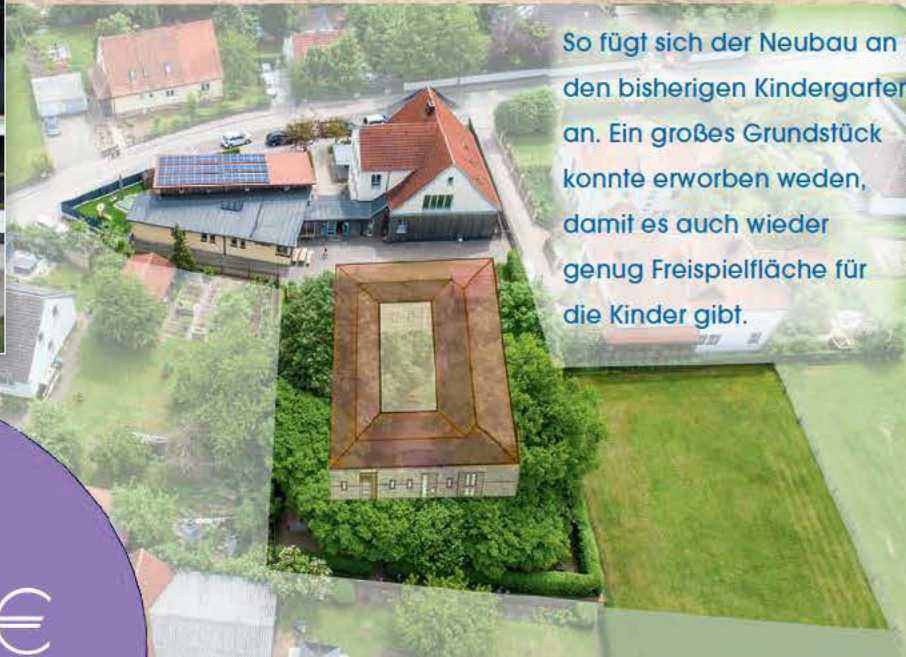 So fügt sich der Neubau an
den bisherigen Kindergarten
an. Ein großes Grundstück
konnte erworben weden,
damit es auch wieder
genug Freispielfläche für
die Kinder gibt.
€